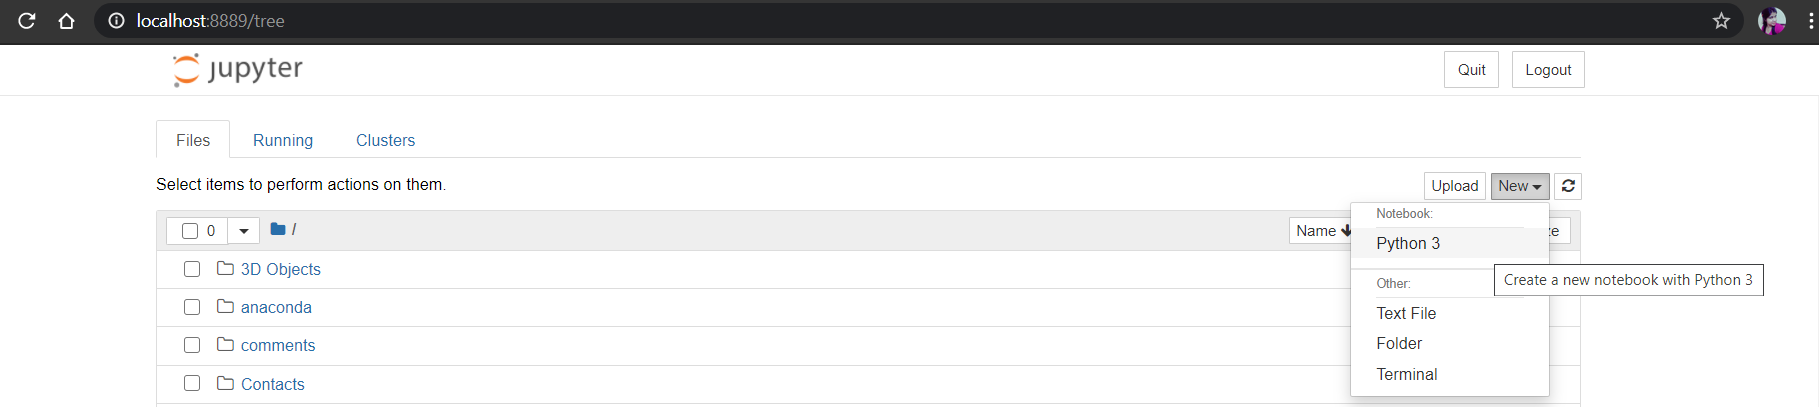 localhost:8889/tree
jupyter
Quit Logout
Files Running Clusters
Select items to perform actions on them.
Upload New
0 / Name
Notebook:
Python 3
Create a new notebook with Python 3
Other:
Text File
Folder
Terminal
3D Objects
anaconda
comments
Contacts